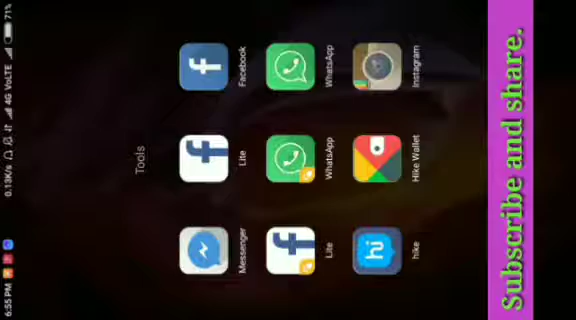 6:55 PM
0.13K/s
4G VoLTE
71%
Tools
Messenger
Lite
Facebook
Lite
WhatsApp
WhatsApp
hike
Hike Wallet
Instagram
hi
Subscribe and share.